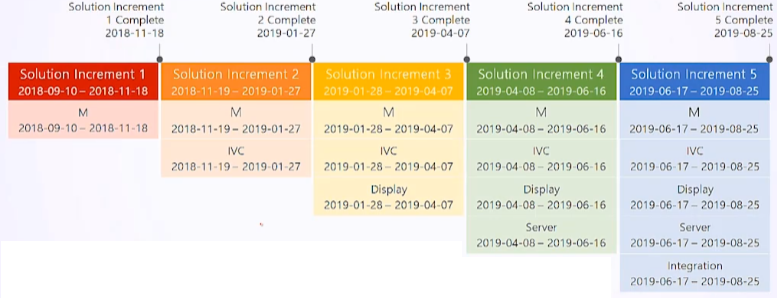 Solution Increment
1 Complete
2018-11-18
Solution Increment
2 Complete
2019-01-27
Solution Increment
3 Complete
2019-04-07
Solution Increment
4 Complete
2019-06-16
Solution Increment
5 Complete
2019-08-25
Solution Increment 1
2018-09-10 – 2018-11-18
M
2018-09-10 – 2018-11-18
Solution Increment 2
2018-11-19 – 2019-01-27
M
2018-11-19 – 2019-01-27
IVC
2018-11-19 – 2019-01-27
Solution Increment 3
2019-01-28 – 2019-04-07
M
2019-01-28 – 2019-04-07
IVC
2019-01-28 – 2019-04-07
Display
2019-01-28 – 2019-04-07
Solution Increment 4
2019-04-08 – 2019-06-16
M
2019-04-08 – 2019-06-16
IVC
2019-04-08 – 2019-06-16
Display
2019-04-08 – 2019-06-16
Server
2019-04-08 – 2019-06-16
Solution Increment 5
2019-06-17 – 2019-08-25
M
2019-06-17 – 2019-08-25
IVC
2019-06-17 – 2019-08-25
Display
2019-06-17 – 2019-08-25
Server
2019-06-17 – 2019-08-25
Integration
2019-06-17 – 2019-08-25